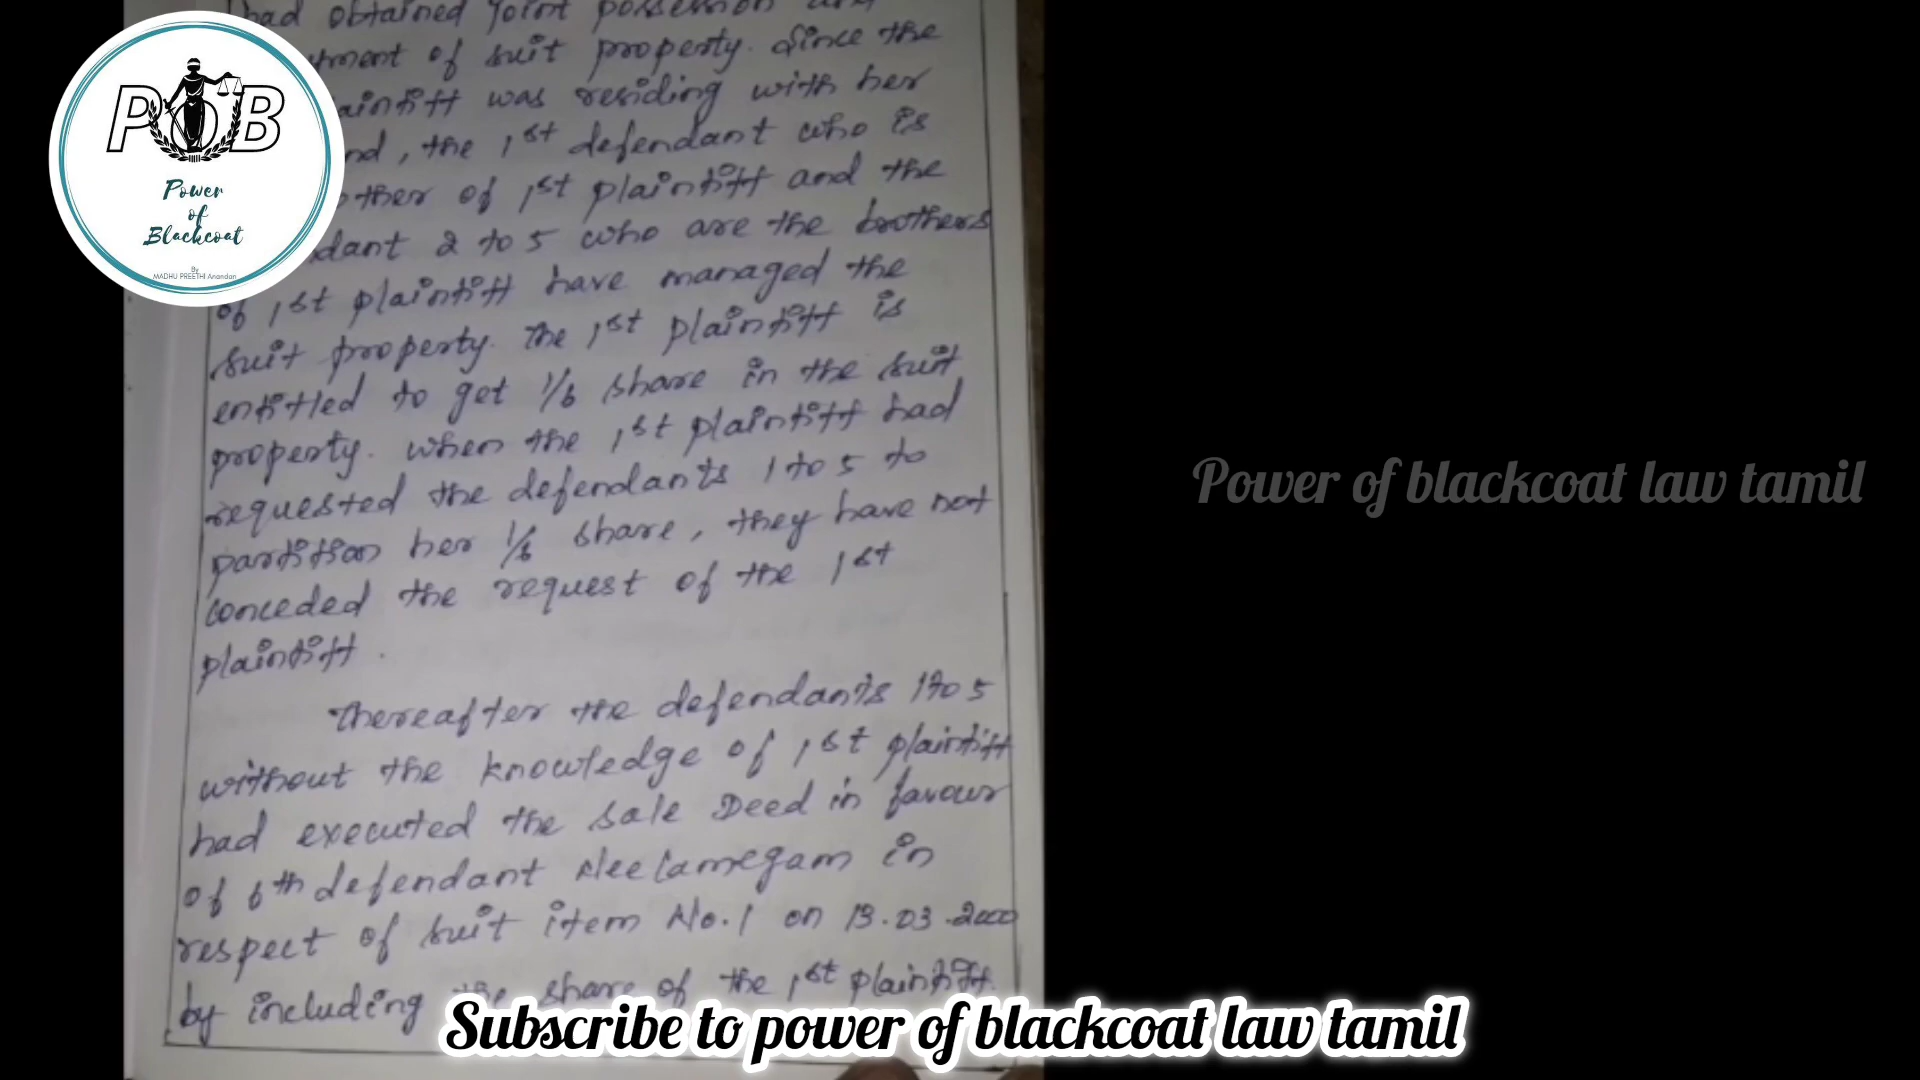 had obtained joint possession and
of suit property. Since the
was residing with her
, the 1st defendant who is
of 1st plaintiff and the
2 to 5 who are the brothers
of 1st plaintiff have managed the
suit property. The 1st plaintiff is
entitled to get 1/6 share in the suit
property. When the 1st plaintiff had
requested the defendants 1 to 5 to
partition her 1/6 share, they have not
conceded the request of the 1st
plaintiff.
Thereafter the defendants 1 to 5
without the knowledge of 1st plaintiff
had executed the Sale Deed in favour
of 6th defendant Neelamegam in
respect of suit item No.1 on 13.03.2000
by including the share of the 1st plaintiff.
POB
Power
of
Blackcoat
By
MADHU PREETHI Anandan
Power of blackcoat law tamil
Subscribe to power of blackcoat law tamil